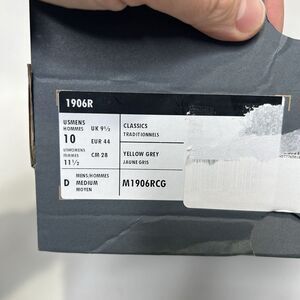 1906R
USMENS
HOMMES
10
UK 9½
EUR 44
CM 28
USWOMENS
FEMMES
11½
CLASSICS
TRADITIONNELS
YELLOW GREY
JAUNE GRIS
D
MENS/HOMMES
MEDIUM
MOYEN
M1906RCG